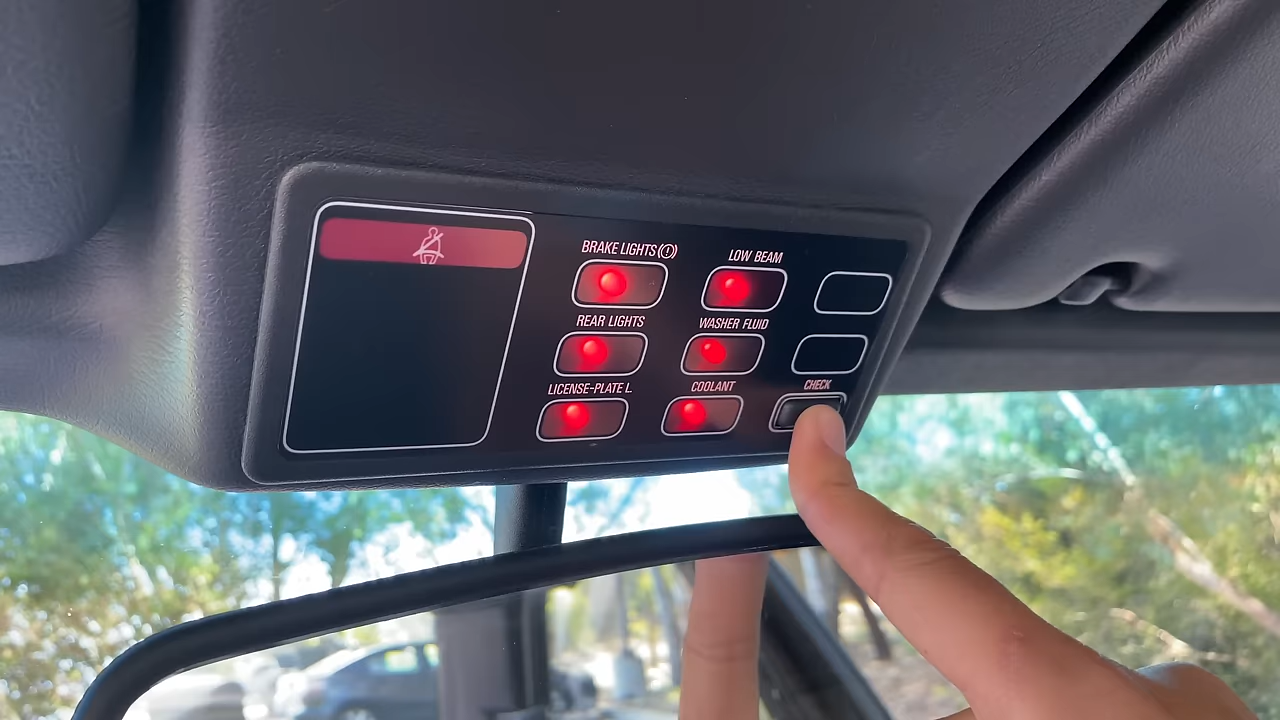 BRAKE LIGHTS (!)
LOW BEAM
REAR LIGHTS
WASHER FLUID
LICENSE-PLATE L.
COOLANT
CHECK